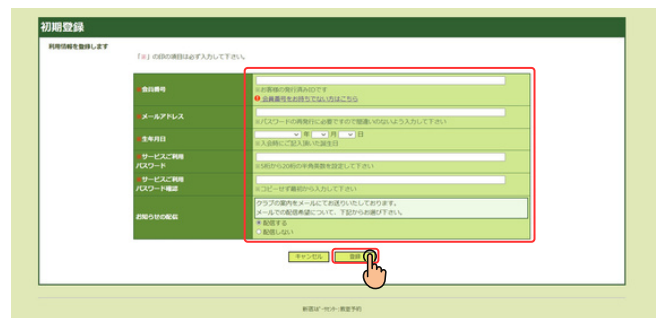 初期登録
利用情報を登録します
「※」の印の項目は必ず入力して下さい。
※会員番号
※お客様の発行済みIDです
会員番号をお持ちでない方はこちら
※メールアドレス
※パスワードの再発行に必要ですので間違いのないよう入力して下さい
※生年月日
年 月 日
※入会時にご記入頂いた誕生日
※サービスご利用
パスワード
※5桁から20桁の半角英数を設定して下さい
※サービスご利用
パスワード確認
※コピーせず最初から入力して下さい
お知らせの配信
クラブの案内をメールにてお送りいたしております。
メールでの配信希望について、下記からお選び下さい。
配信する
配信しない
キャンセル 登録